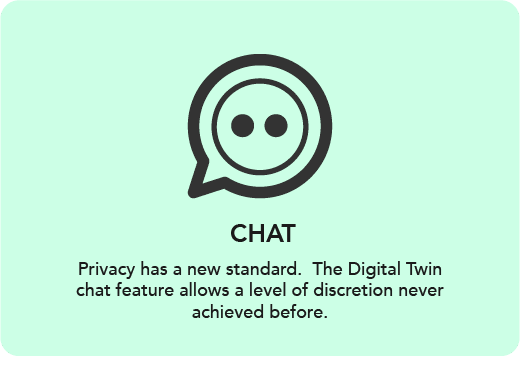 CHAT
Privacy has a new standard.  The Digital Twin
chat feature allows a level of discretion never
achieved before.